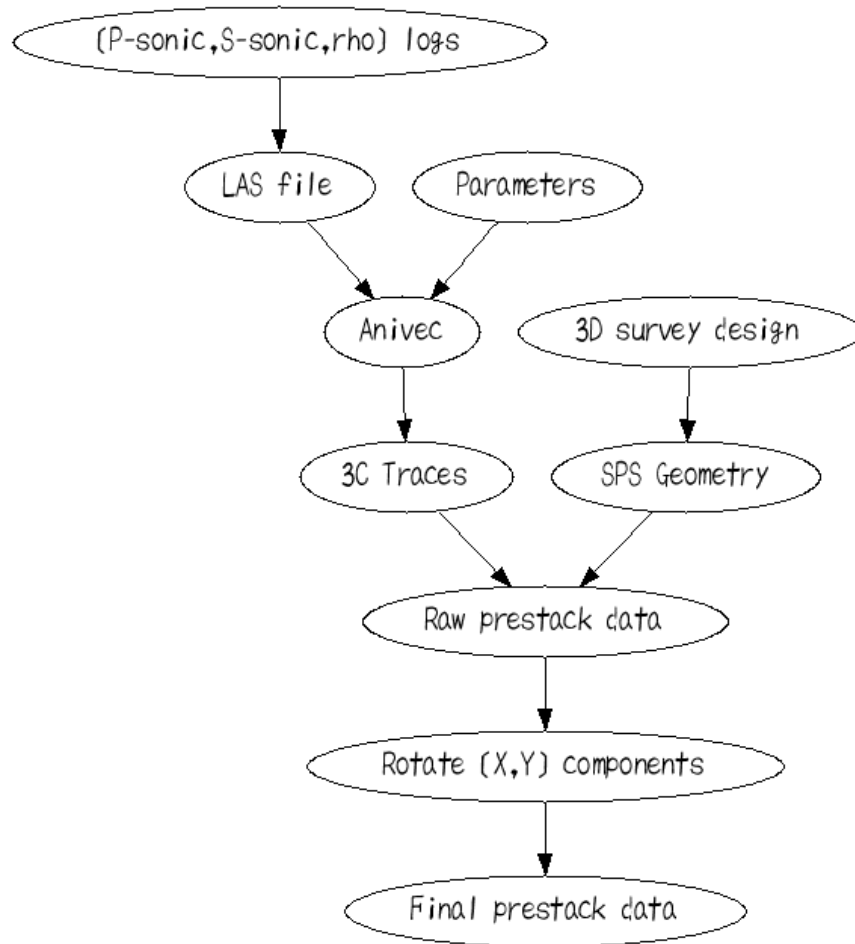 (P-sonic,S-sonic,rho) logs
LAS file
Parameters
Anivec
3D survey design
3C Traces
SPS Geometry
Raw prestack data
Rotate (X,Y) components
Final prestack data